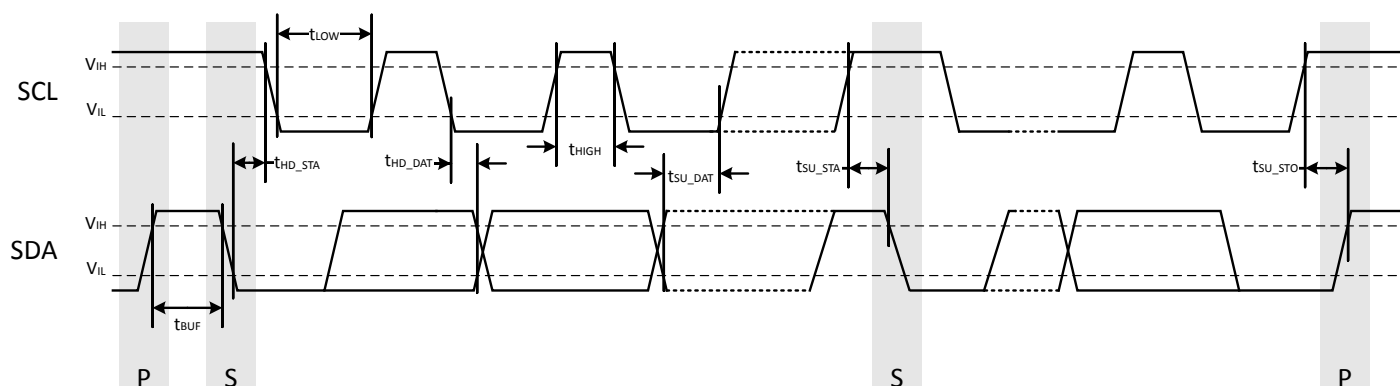 tLOW
VIH
SCL
VIL
tHD_STA
tHD_DAT
tHIGH
tSU_DAT
tSU_STA
tSU_STO
VIH
SDA
VIL
tBUF
P
S
S
P